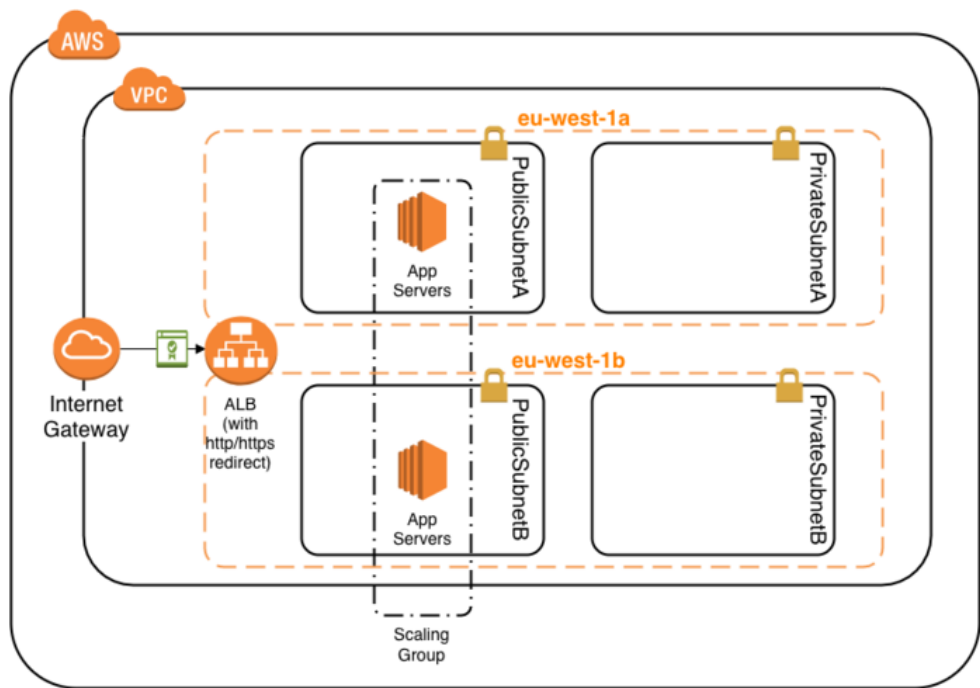 AWS
VPC
eu-west-1a
PublicSubnetA
PrivateSubnetA
App
Servers
Internet
Gateway
ALB
(with
http/https
redirect)
eu-west-1b
PublicSubnetB
PrivateSubnetB
App
Servers
Scaling
Group